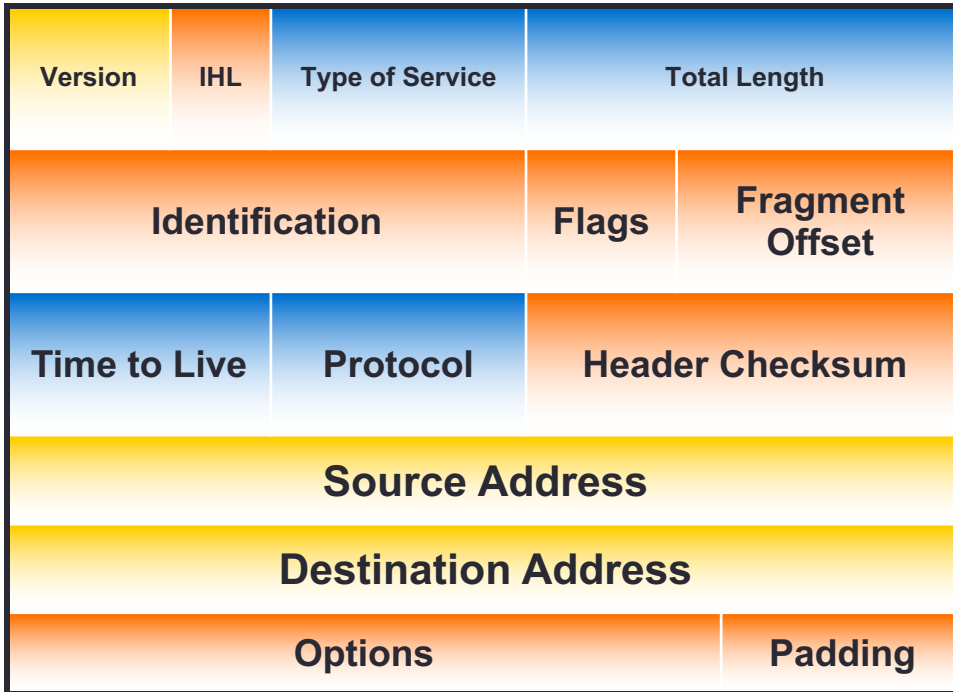 Version IHL Type of Service Total Length
Identification Flags Fragment
Offset
Time to Live Protocol Header Checksum
Source Address
Destination Address
Options Padding